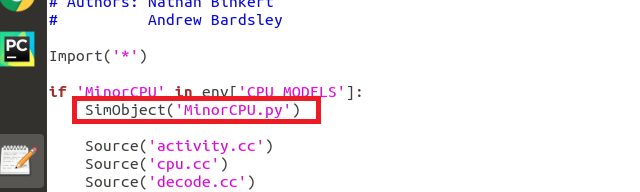 # Authors: Nathan Binkert
#          Andrew Bardsley
Import('*')
if 'MinorCPU' in env['CPU_MODELS']:
    SimObject('MinorCPU.py')
    Source('activity.cc')
    Source('cpu.cc')
    Source('decode.cc')
PC